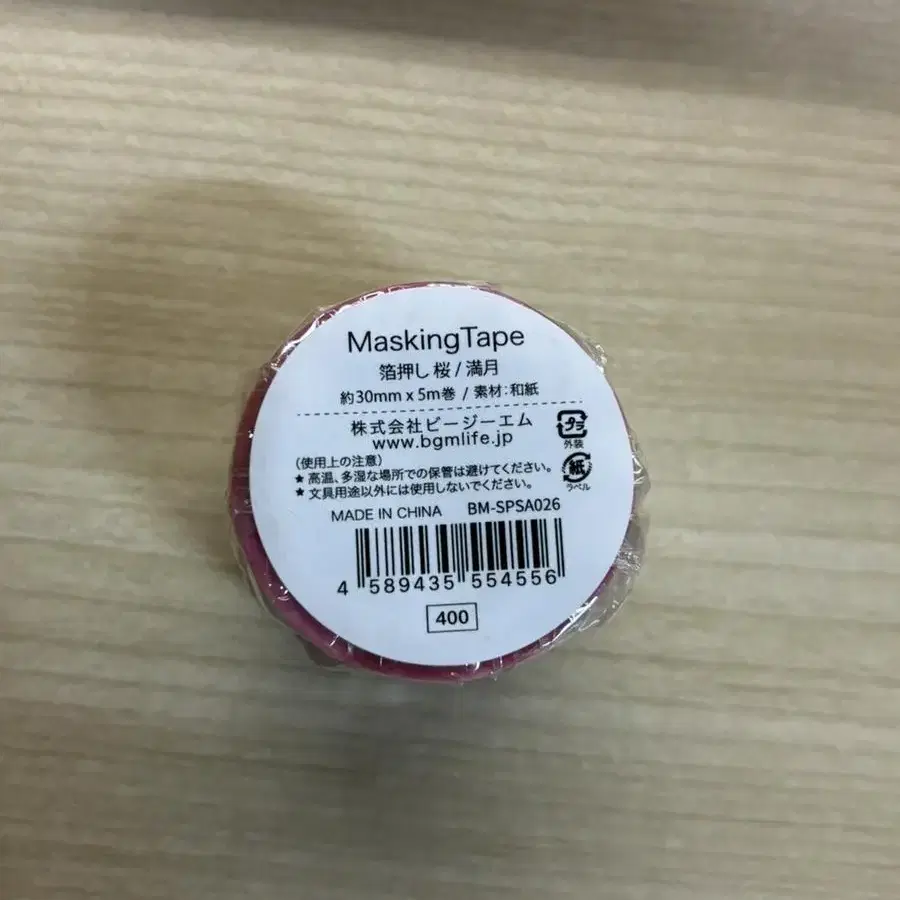 MaskingTape
箔押し 桜 / 満月
約30mm x 5m巻 / 素材:和紙
株式会社ビージーエム
www.bgmlife.jp
プラ
外装
紙
ラベル
(使用上の注意)
★ 高温、多湿な場所での保管は避けてください。
★ 文具用途以外には使用しないでください。
MADE IN CHINA BM-SPSA026
4 589435 554556
400